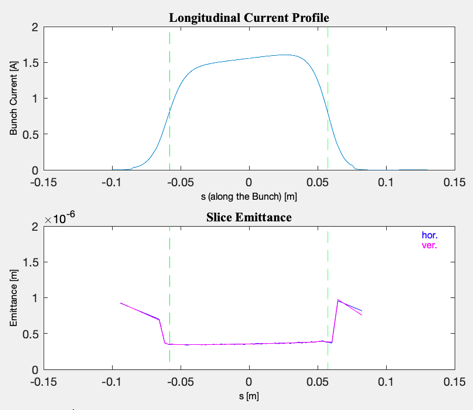 Longitudinal Current Profile
2
1.5
1
0.5
0
Bunch Current [A]
-0.15 -0.1 -0.05 0 0.05 0.1 0.15
s (along the Bunch) [m]
Slice Emittance
×10^-6
2
1.5
1
0.5
0
Emittance [m]
hor.
ver.
-0.15 -0.1 -0.05 0 0.05 0.1 0.15
s [m]